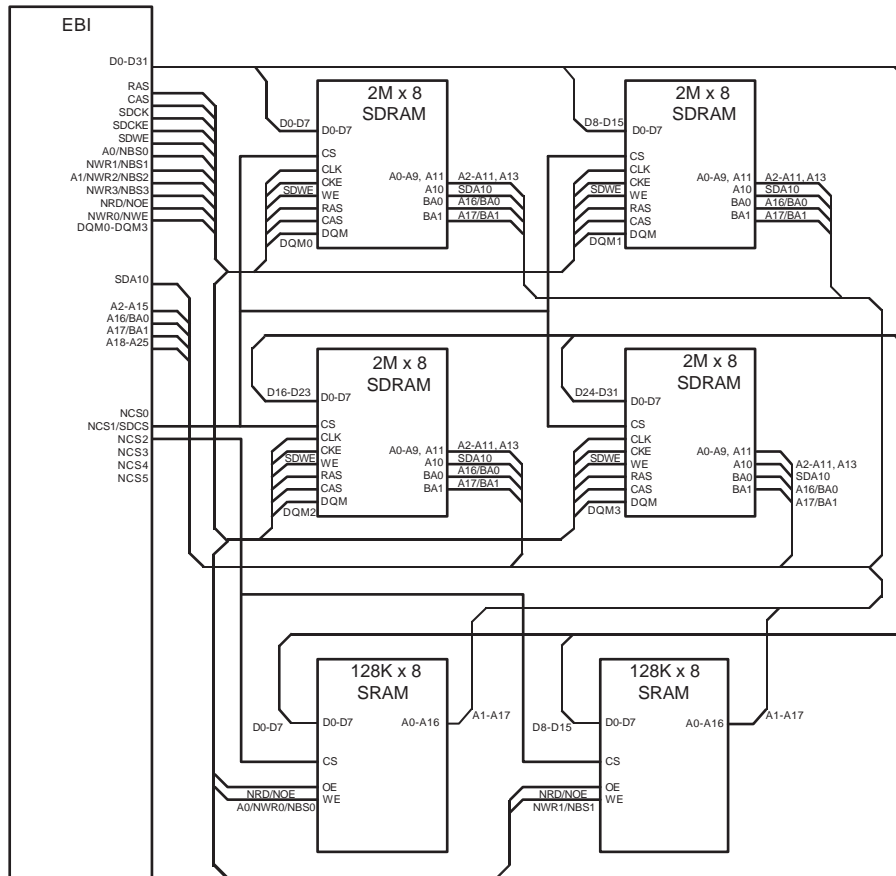 EBI
D0-D31
RAS
CAS
SDCK
SDCKE
SDWE
A0/NBS0
NWR1/NBS1
A1/NWR2/NBS2
NWR3/NBS3
NRD/NOE
NWR0/NWE
DQM0-DQM3
SDA10
A2-A15
A16/BA0
A17/BA1
A18-A25
NCS0
NCS1/SDCS
NCS2
NCS3
NCS4
NCS5
2M x 8
SDRAM
D0-D7
D0-D7
CS
CLK
CKE
SDWE
WE
RAS
CAS
DQM
DQM0
A0-A9, A11
A10
BA0
BA1
A2-A11, A13
SDA10
A16/BA0
A17/BA1
2M x 8
SDRAM
D8-D15
D0-D7
CS
CLK
CKE
SDWE
WE
RAS
CAS
DQM
DQM1
A0-A9, A11
A10
BA0
BA1
A2-A11, A13
SDA10
A16/BA0
A17/BA1
2M x 8
SDRAM
D16-D23
D0-D7
CS
CLK
CKE
SDWE
WE
RAS
CAS
DQM
DQM2
A0-A9, A11
A10
BA0
BA1
A2-A11, A13
SDA10
A16/BA0
A17/BA1
2M x 8
SDRAM
D24-D31
D0-D7
CS
CLK
CKE
SDWE
WE
RAS
CAS
DQM
DQM3
A0-A9, A11
A10
BA0
BA1
A2-A11, A13
SDA10
A16/BA0
A17/BA1
128K x 8
SRAM
D0-D7
D0-D7
A0-A16
A1-A17
CS
OE
NRD/NOE
WE
A0/NWR0/NBS0
128K x 8
SRAM
D8-D15
D0-D7
A0-A16
A1-A17
CS
OE
NRD/NOE
WE
NWR1/NBS1